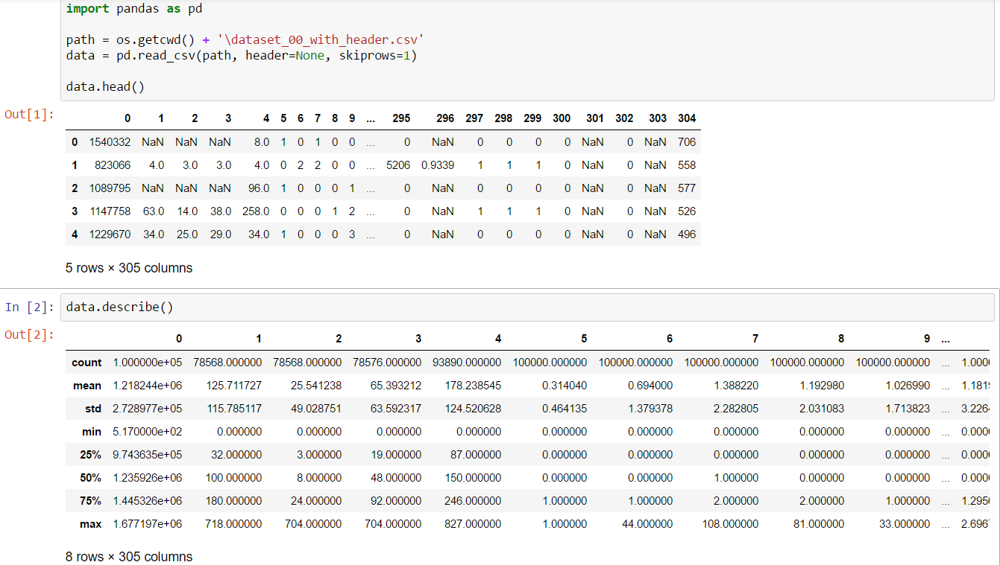 import pandas as pd
path = os.getcwd() + '\dataset_00_with_header.csv'
data = pd.read_csv(path, header=None, skiprows=1)
data.head()
Out[1]:
0 1 2 3 4 5 6 7 8 9 ... 295 296 297 298 299 300 301 302 303 304
0 1540332 NaN NaN NaN 8.0 1 0 1 0 0 ... 0 NaN 0 0 0 0 NaN 0 NaN 706
1 823066 4.0 3.0 3.0 4.0 0 2 2 0 0 ... 5206 0.9339 1 1 1 0 NaN 0 NaN 558
2 1089795 NaN NaN NaN 96.0 1 0 0 0 1 ... 0 NaN 0 0 0 0 NaN 0 NaN 577
3 1147758 63.0 14.0 38.0 258.0 0 0 0 1 2 ... 0 NaN 1 1 1 0 NaN 0 NaN 526
4 1229670 34.0 25.0 29.0 34.0 1 0 0 0 3 ... 0 NaN 0 0 0 0 NaN 0 NaN 496
5 rows × 305 columns
In [2]: data.describe()
Out[2]:
0 1 2 3 4 5 6 7 8 9 ...
count 1.000000e+05 78568.000000 78568.000000 78576.000000 93890.000000 100000.000000 100000.000000 100000.000000 100000.000000 100000.000000 ... 1.000
mean 1.218244e+06 125.711727 25.541238 65.393212 178.238545 0.314040 0.694000 1.388220 1.192980 1.026990 ... 1.181
std 2.728977e+05 115.785117 49.028751 63.592317 124.520628 0.464135 1.379378 2.282805 2.031083 1.713823 ... 3.226
min 5.170000e+02 0.000000 0.000000 0.000000 0.000000 0.000000 0.000000 0.000000 0.000000 0.000000 ... 0.000
25% 9.743635e+05 32.000000 3.000000 19.000000 87.000000 0.000000 0.000000 0.000000 0.000000 0.000000 ... 0.000
50% 1.235926e+06 100.000000 8.000000 48.000000 150.000000 0.000000 0.000000 1.000000 0.000000 0.000000 ... 0.000
75% 1.445326e+06 180.000000 24.000000 92.000000 246.000000 1.000000 1.000000 2.000000 2.000000 1.000000 ... 1.295
max 1.677197e+06 718.000000 704.000000 704.000000 827.000000 1.000000 44.000000 108.000000 81.000000 33.000000 ... 2.696
8 rows × 305 columns